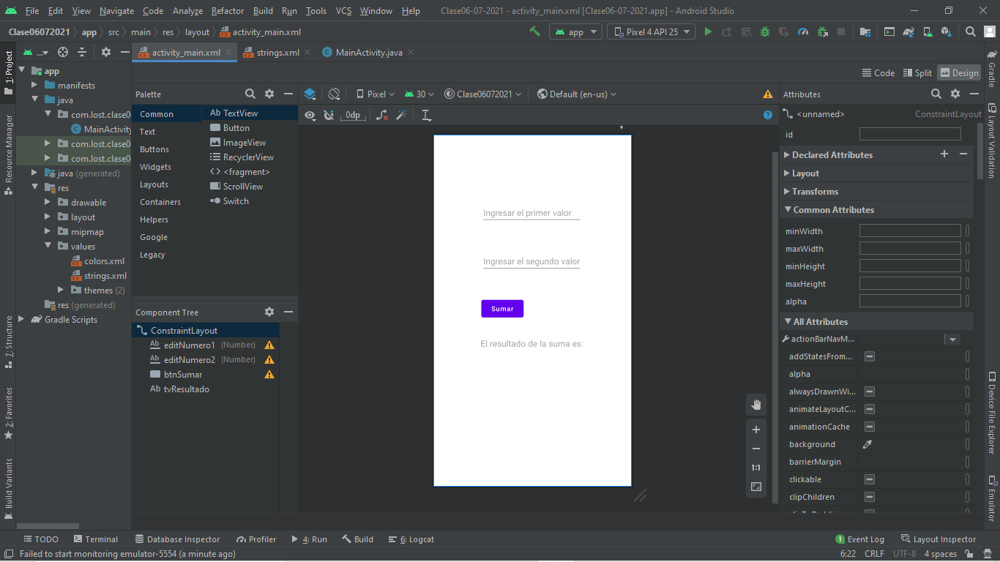 File Edit View Navigate Code Analyze Refactor Build Run Tools VCS Window Help Clase06-07-2021 - activity_main.xml [Clase06-07-2021.app] - Android Studio
Clase06072021 app src main res layout activity_main.xml app Pixel 4 API 25
1: Project
Resource Manager
7: Structure
2: Favorites
Build Variants
...
app
manifests
java
com.lost.clase0
MainActivity
com.lost.clase0
com.lost.clase0
java (generated)
res
drawable
layout
mipmap
values
colors.xml
strings.xml
themes (2)
res (generated)
Gradle Scripts
activity_main.xml strings.xml MainActivity.java
Code Split Design
Palette
Common
Text
Buttons
Widgets
Layouts
Containers
Helpers
Google
Legacy
Ab TextView
Button
ImageView
RecyclerView
<fragment>
ScrollView
Switch
Component Tree
ConstraintLayout
Ab editNumero1 (Number)
Ab editNumero2 (Number)
btnSumar
Ab tvResultado
Pixel 30 Clase06072021 Default (en-us)
0dp
Ingresar el primer valor
Ingresar el segundo valor
Sumar
El resultado de la suma es:
1:1
Attributes
<unnamed> ConstraintLayout
id
Declared Attributes
Layout
Transforms
Common Attributes
minWidth
maxWidth
minHeight
maxHeight
alpha
All Attributes
actionBarNavM...
addStatesFrom...
alpha
alwaysDrawnWi...
animateLayoutC...
animationCache
background
barrierMargin
clickable
clipChildren
Gradle
Layout Validation
Device File Explorer
Emulator
TODO Terminal Database Inspector Profiler 4: Run Build 6: Logcat 1 Event Log Layout Inspector
Failed to start monitoring emulator-5554 (a minute ago) 6:22 CRLF UTF-8 4 spaces